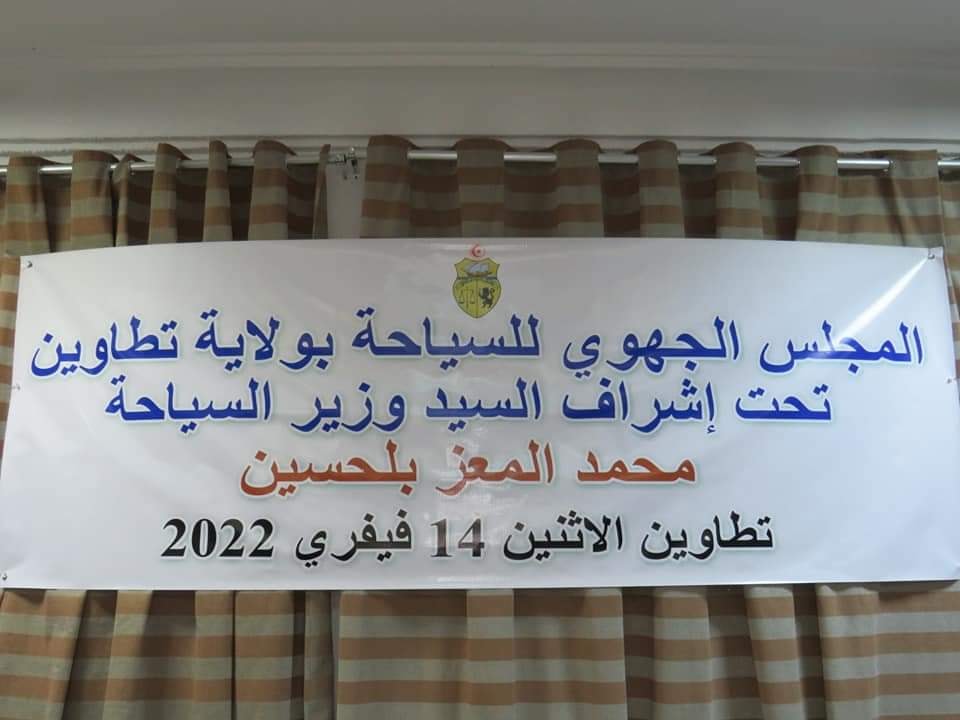 المجلس الجهوي للسياحة بولاية تطاوين
تحت إشراف السيد وزير السياحة
محمد المعز بلحسين
تطاوين الاثنين 14 فيفري 2022